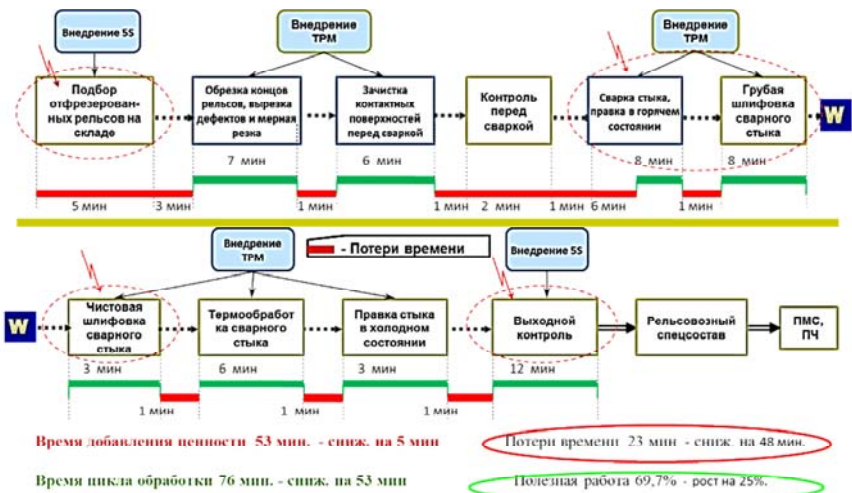 Внедрение 5S
Внедрение
TPM
Внедрение
TPM
Подбор
отфрезерован-
ных рельсов на
складе
Обрезка концов
рельсов, вырезка
дефектов и мерная
резка
Зачистка
контактных
поверхностей
перед сваркой
Контроль
перед
сваркой
Сварка стыка,
правка в горячем
состоянии
Грубая
шлифовка
сварного
стыка
W
7 мин
6 мин
8 мин
8 мин
5 мин
3 мин
1 мин
1 мин
2 мин
1 мин
6 мин
1 мин
Внедрение
TPM
- Потери времени
Внедрение 5S
W
Чистовая
шлифовка
сварного
стыка
Термообработ
ка сварного
стыка
Правка стыка
в холодном
состоянии
Выходной
контроль
Рельсовозный
спецсостав
ПМС,
ПЧ
3 мин
6 мин
3 мин
12 мин
1 мин
1 мин
1 мин
Время добавления ценности 53 мин. - сниж. на 5 мин
Потери времени 23 мин - сниж. на 48 мин.
Время цикла обработки 76 мин. - сниж. на 53 мин
Полезная работа 69,7% - рост на 25%.